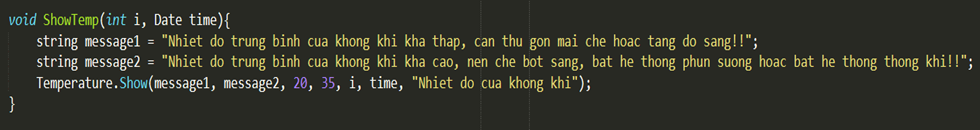 void ShowTemp(int i, Date time){
string message1 = "Nhiet do trung binh cua khong khi kha thap, can thu gon mai che hoac tang do sang!!";
string message2 = "Nhiet do trung binh cua khong khi kha cao, nen che bot sang, bat he thong phun suong hoac bat he thong thong khi!!";
Temperature.Show(message1, message2, 20, 35, i, time, "Nhiet do cua khong khi");
}